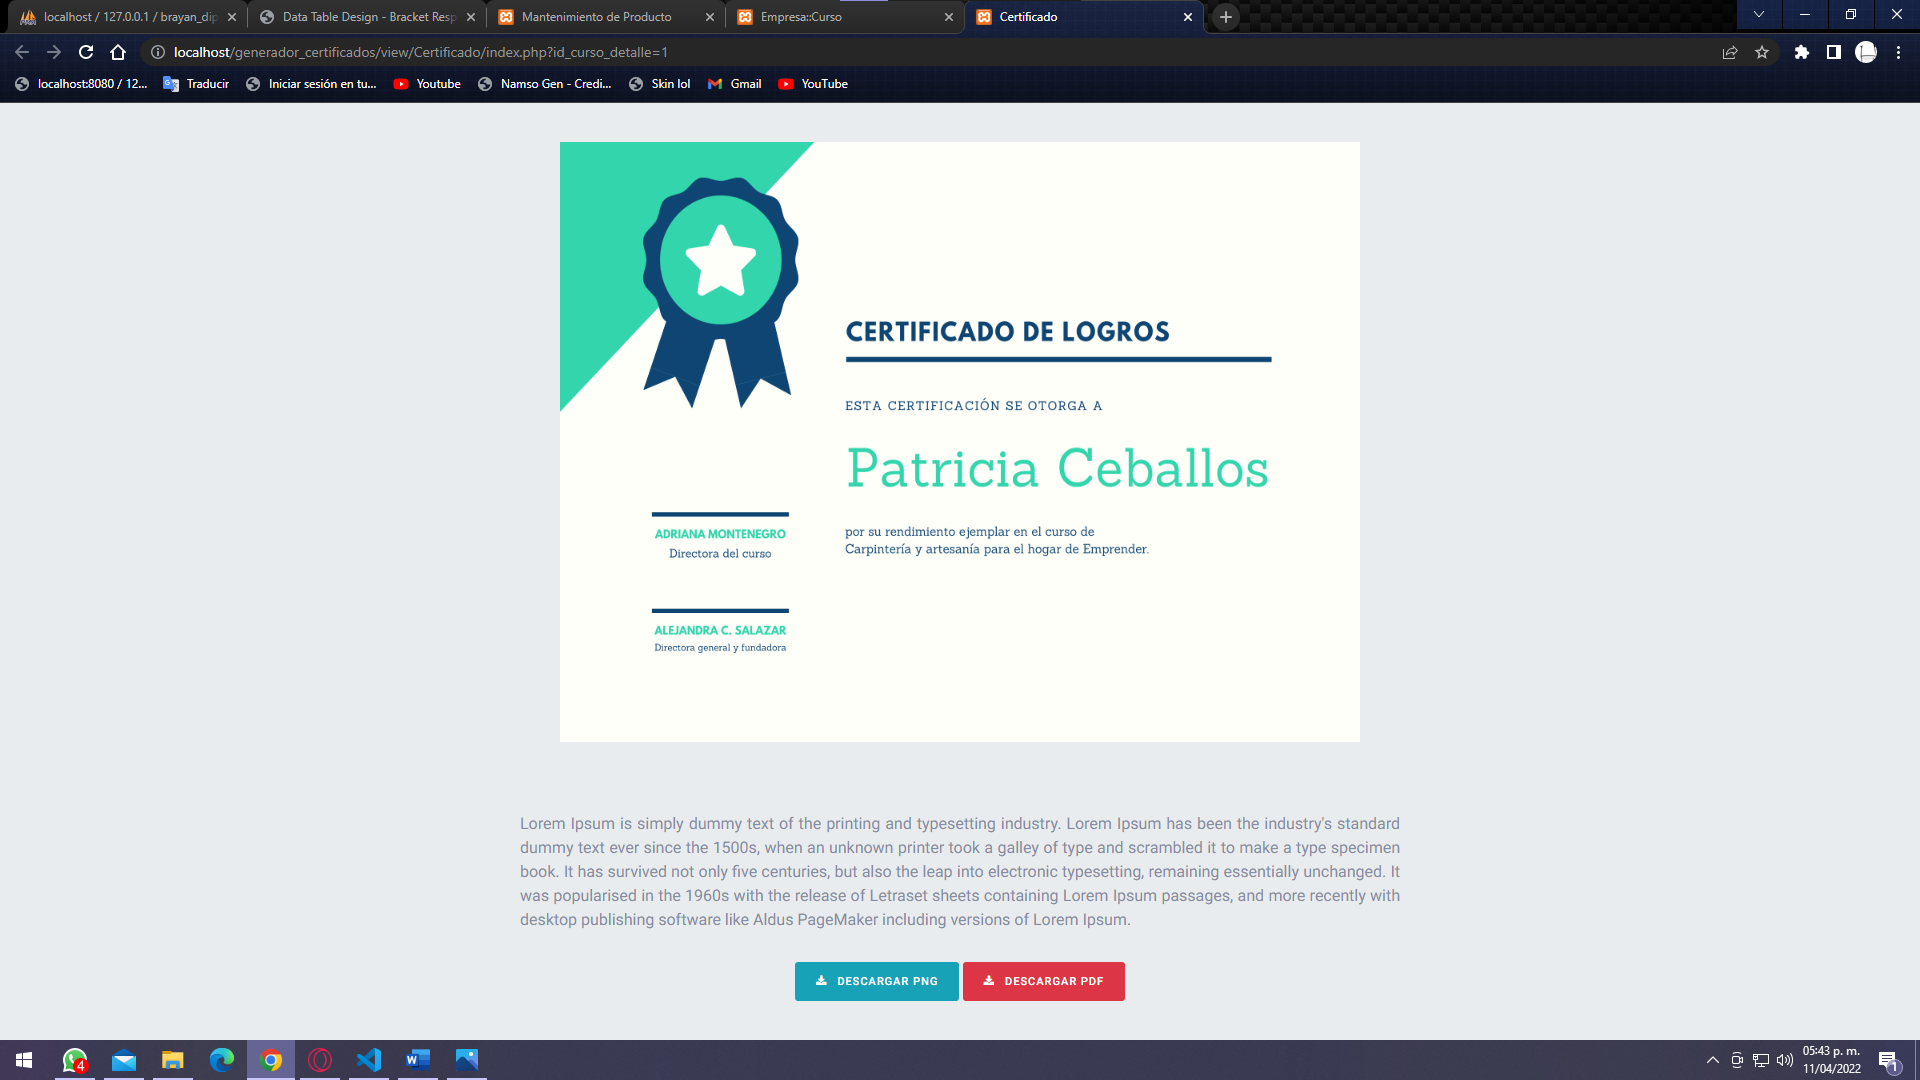 localhost / 127.0.0.1 / brayan_dip
Data Table Design - Bracket Resp
Mantenimiento de Producto
Empresa::Curso
Certificado
localhost/generador_certificados/view/Certificado/index.php?id_curso_detalle=1
localhost:8080 / 12...
Traducir
Iniciar sesión en tu...
Youtube
Namso Gen - Credi...
Skin lol
Gmail
YouTube
CERTIFICADO DE LOGROS
ESTA CERTIFICACIÓN SE OTORGA A
Patricia Ceballos
por su rendimiento ejemplar en el curso de
Carpintería y artesanía para el hogar de Emprender.
ADRIANA MONTENEGRO
Directora del curso
ALEJANDRA C. SALAZAR
Directora general y fundadora
Lorem Ipsum is simply dummy text of the printing and typesetting industry. Lorem Ipsum has been the industry's standard
dummy text ever since the 1500s, when an unknown printer took a galley of type and scrambled it to make a type specimen
book. It has survived not only five centuries, but also the leap into electronic typesetting, remaining essentially unchanged. It
was popularised in the 1960s with the release of Letraset sheets containing Lorem Ipsum passages, and more recently with
desktop publishing software like Aldus PageMaker including versions of Lorem Ipsum.
DESCARGAR PNG
DESCARGAR PDF
4
05:43 p. m.
11/04/2022
1